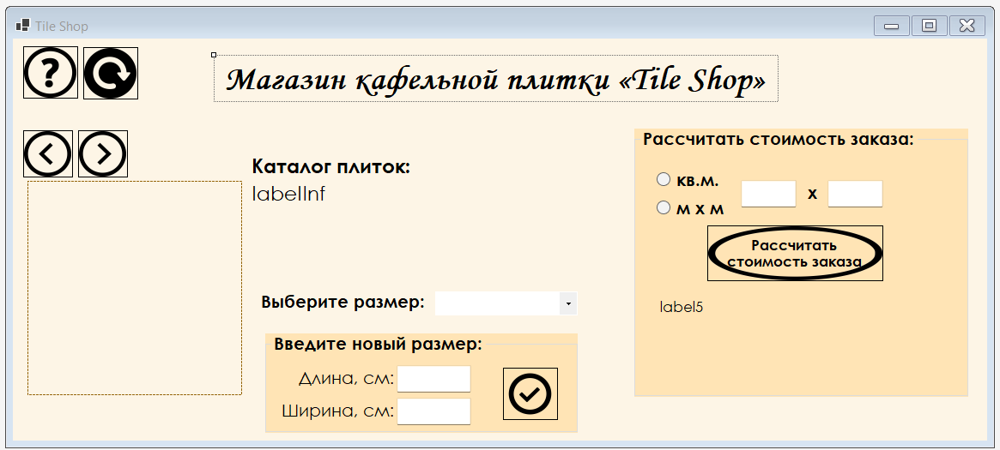 Tile Shop
?
Магазин кафельной плитки «Tile Shop»
Каталог плиток:
labelInf
Выберите размер:
Введите новый размер:
Длина, см:
Ширина, см:
Рассчитать стоимость заказа:
кв.м.
x
м x м
Рассчитать
стоимость заказа
label5